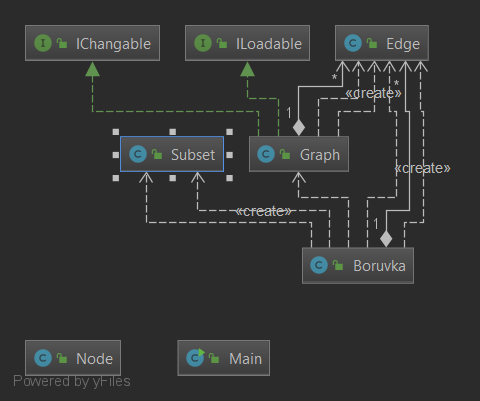 I IChangable
I ILoadable
C Edge
* *
«create»
1
C Subset
C Graph
«create»
«create»
1
C Boruvka
C Node
C Main
Powered by yFiles